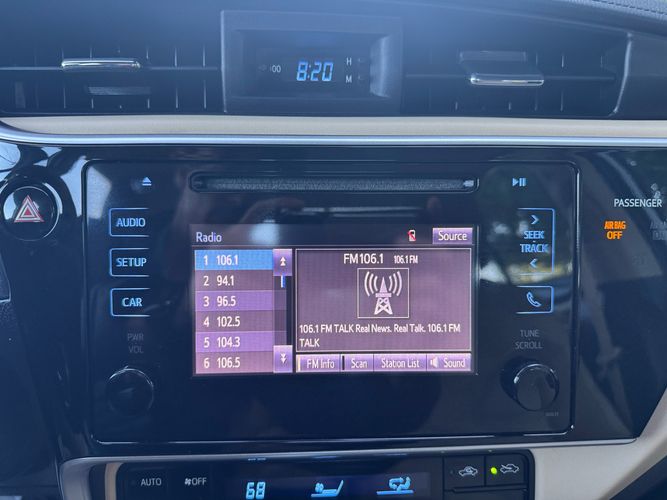 :00
8:20
H
M
PASSENGER
AIR BAG
OFF
AUDIO
SETUP
CAR
PWR
VOL
SEEK
TRACK
TUNE
SCROLL
Radio
Source
1 106.1
2 94.1
3 96.5
4 102.5
5 104.3
6 106.5
FM106.1 106.1 FM
106.1 FM TALK Real News. Real Talk. 106.1 FM
TALK
FM Info
Scan
Station List
Sound
AUTO
OFF
68